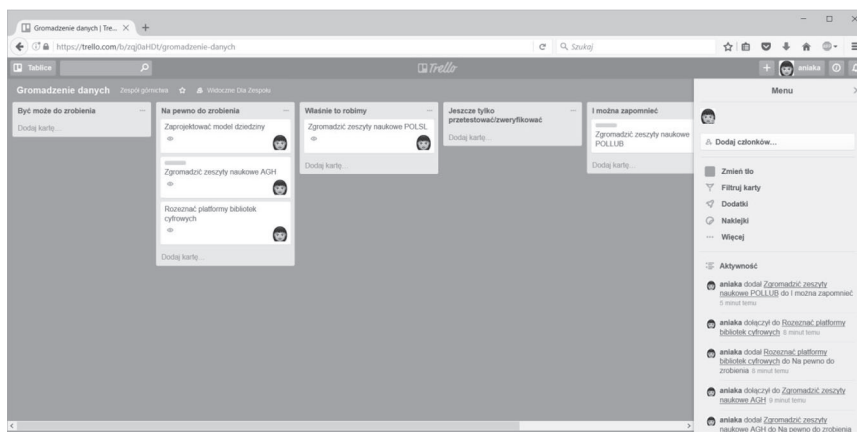 Gromadzenie danych | Tre...
https://trello.com/b/zqj0aHDt/gromadzenie-danych
Szukaj
Tablice
Trello
aniaka
Gromadzenie danych
Zespół górnictwa
Widoczne Dla Zespołu
Być może do zrobienia
Dodaj kartę...
Na pewno do zrobienia
Zaprojektować model dziedziny
Zgromadzić zeszyty naukowe AGH
Rozeznać platformy bibliotek
cyfrowych
Dodaj kartę...
Właśnie to robimy
Zgromadzić zeszyty naukowe POLSL
Dodaj kartę...
Jeszcze tylko
przetestować/zweryfikować
Dodaj kartę...
I można zapomnieć
Zgromadzić zeszyty naukowe
POLLUB
Dodaj kartę...
Menu
Dodaj członków...
Zmień tło
Filtruj karty
Dodatki
Naklejki
Więcej
Aktywność
aniaka dodał Zgromadzić zeszyty
naukowe POLLUB do I można zapomnieć
aniaka dołączył do Rozeznać platformy
bibliotek cyfrowych 8 minut temu
aniaka dodał Rozeznać platformy
bibliotek cyfrowych do Na pewno do
zrobienia 8 minut temu
aniaka dołączył do Zgromadzić zeszyty
naukowe AGH 9 minut temu
aniaka dodał Zgromadzić zeszyty
naukowe AGH do Na pewno do zrobienia